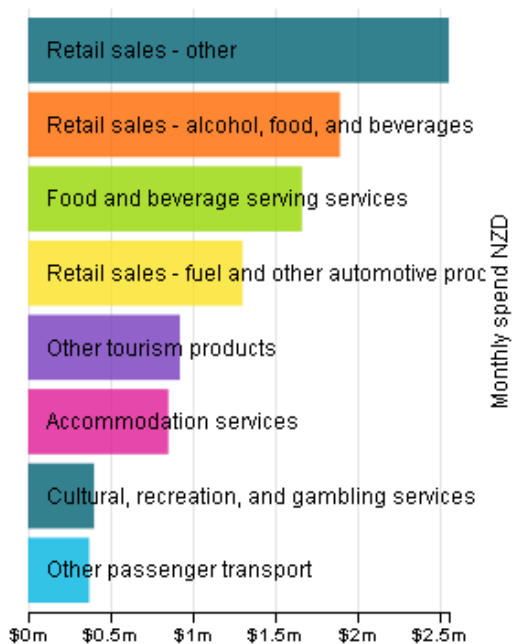 Retail sales - other
Retail sales - alcohol, food, and beverages
Food and beverage serving services
Retail sales - fuel and other automotive proc
Other tourism products
Accommodation services
Cultural, recreation, and gambling services
Other passenger transport
$0m $0.5m $1m $1.5m $2m $2.5m
Monthly spend NZD